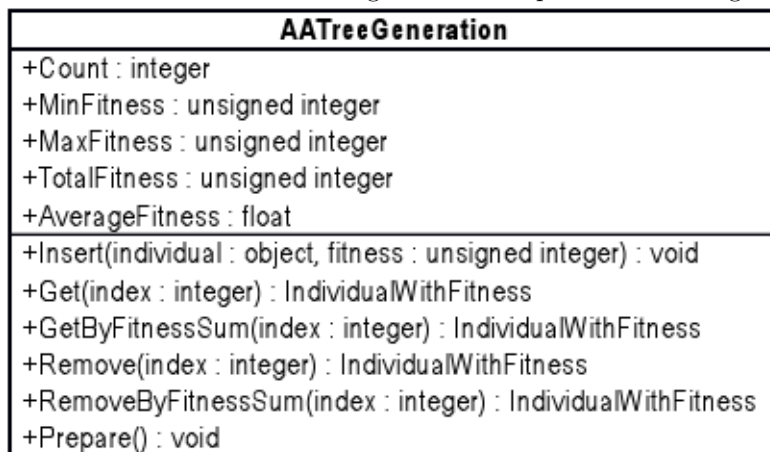 AATreeGeneration
+Count : integer
+MinFitness : unsigned integer
+MaxFitness : unsigned integer
+TotalFitness : unsigned integer
+AverageFitness : float
+Insert(individual : object, fitness : unsigned integer) : void
+Get(index : integer) : IndividualWithFitness
+GetByFitnessSum(index : integer) : IndividualWithFitness
+Remove(index : integer) : IndividualWithFitness
+RemoveByFitnessSum(index : integer) : IndividualWithFitness
+Prepare() : void